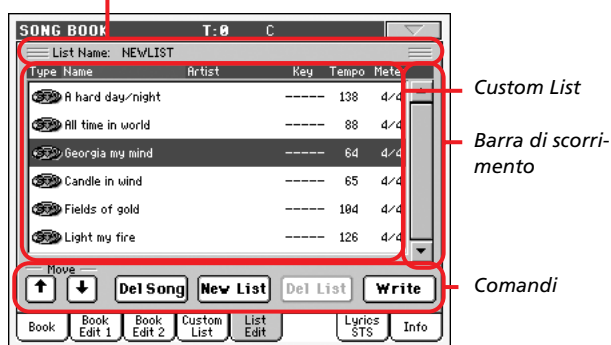 SONG BOOK T:0 C
List Name: NEWLIST
Type Name Artist Key Tempo Mete
A hard day/night ----- 138 4/4
All time in world ----- 88 4/4
Georgia my mind ----- 64 4/4
Candle in wind ----- 65 4/4
Fields of gold ----- 104 4/4
Light my fire ----- 126 4/4
Custom List
Barra di scorri-
mento
Move
Del Song New List Del List Write
Comandi
Book Book Edit 1 Book Edit 2 Custom List List Edit Lyrics STS Info